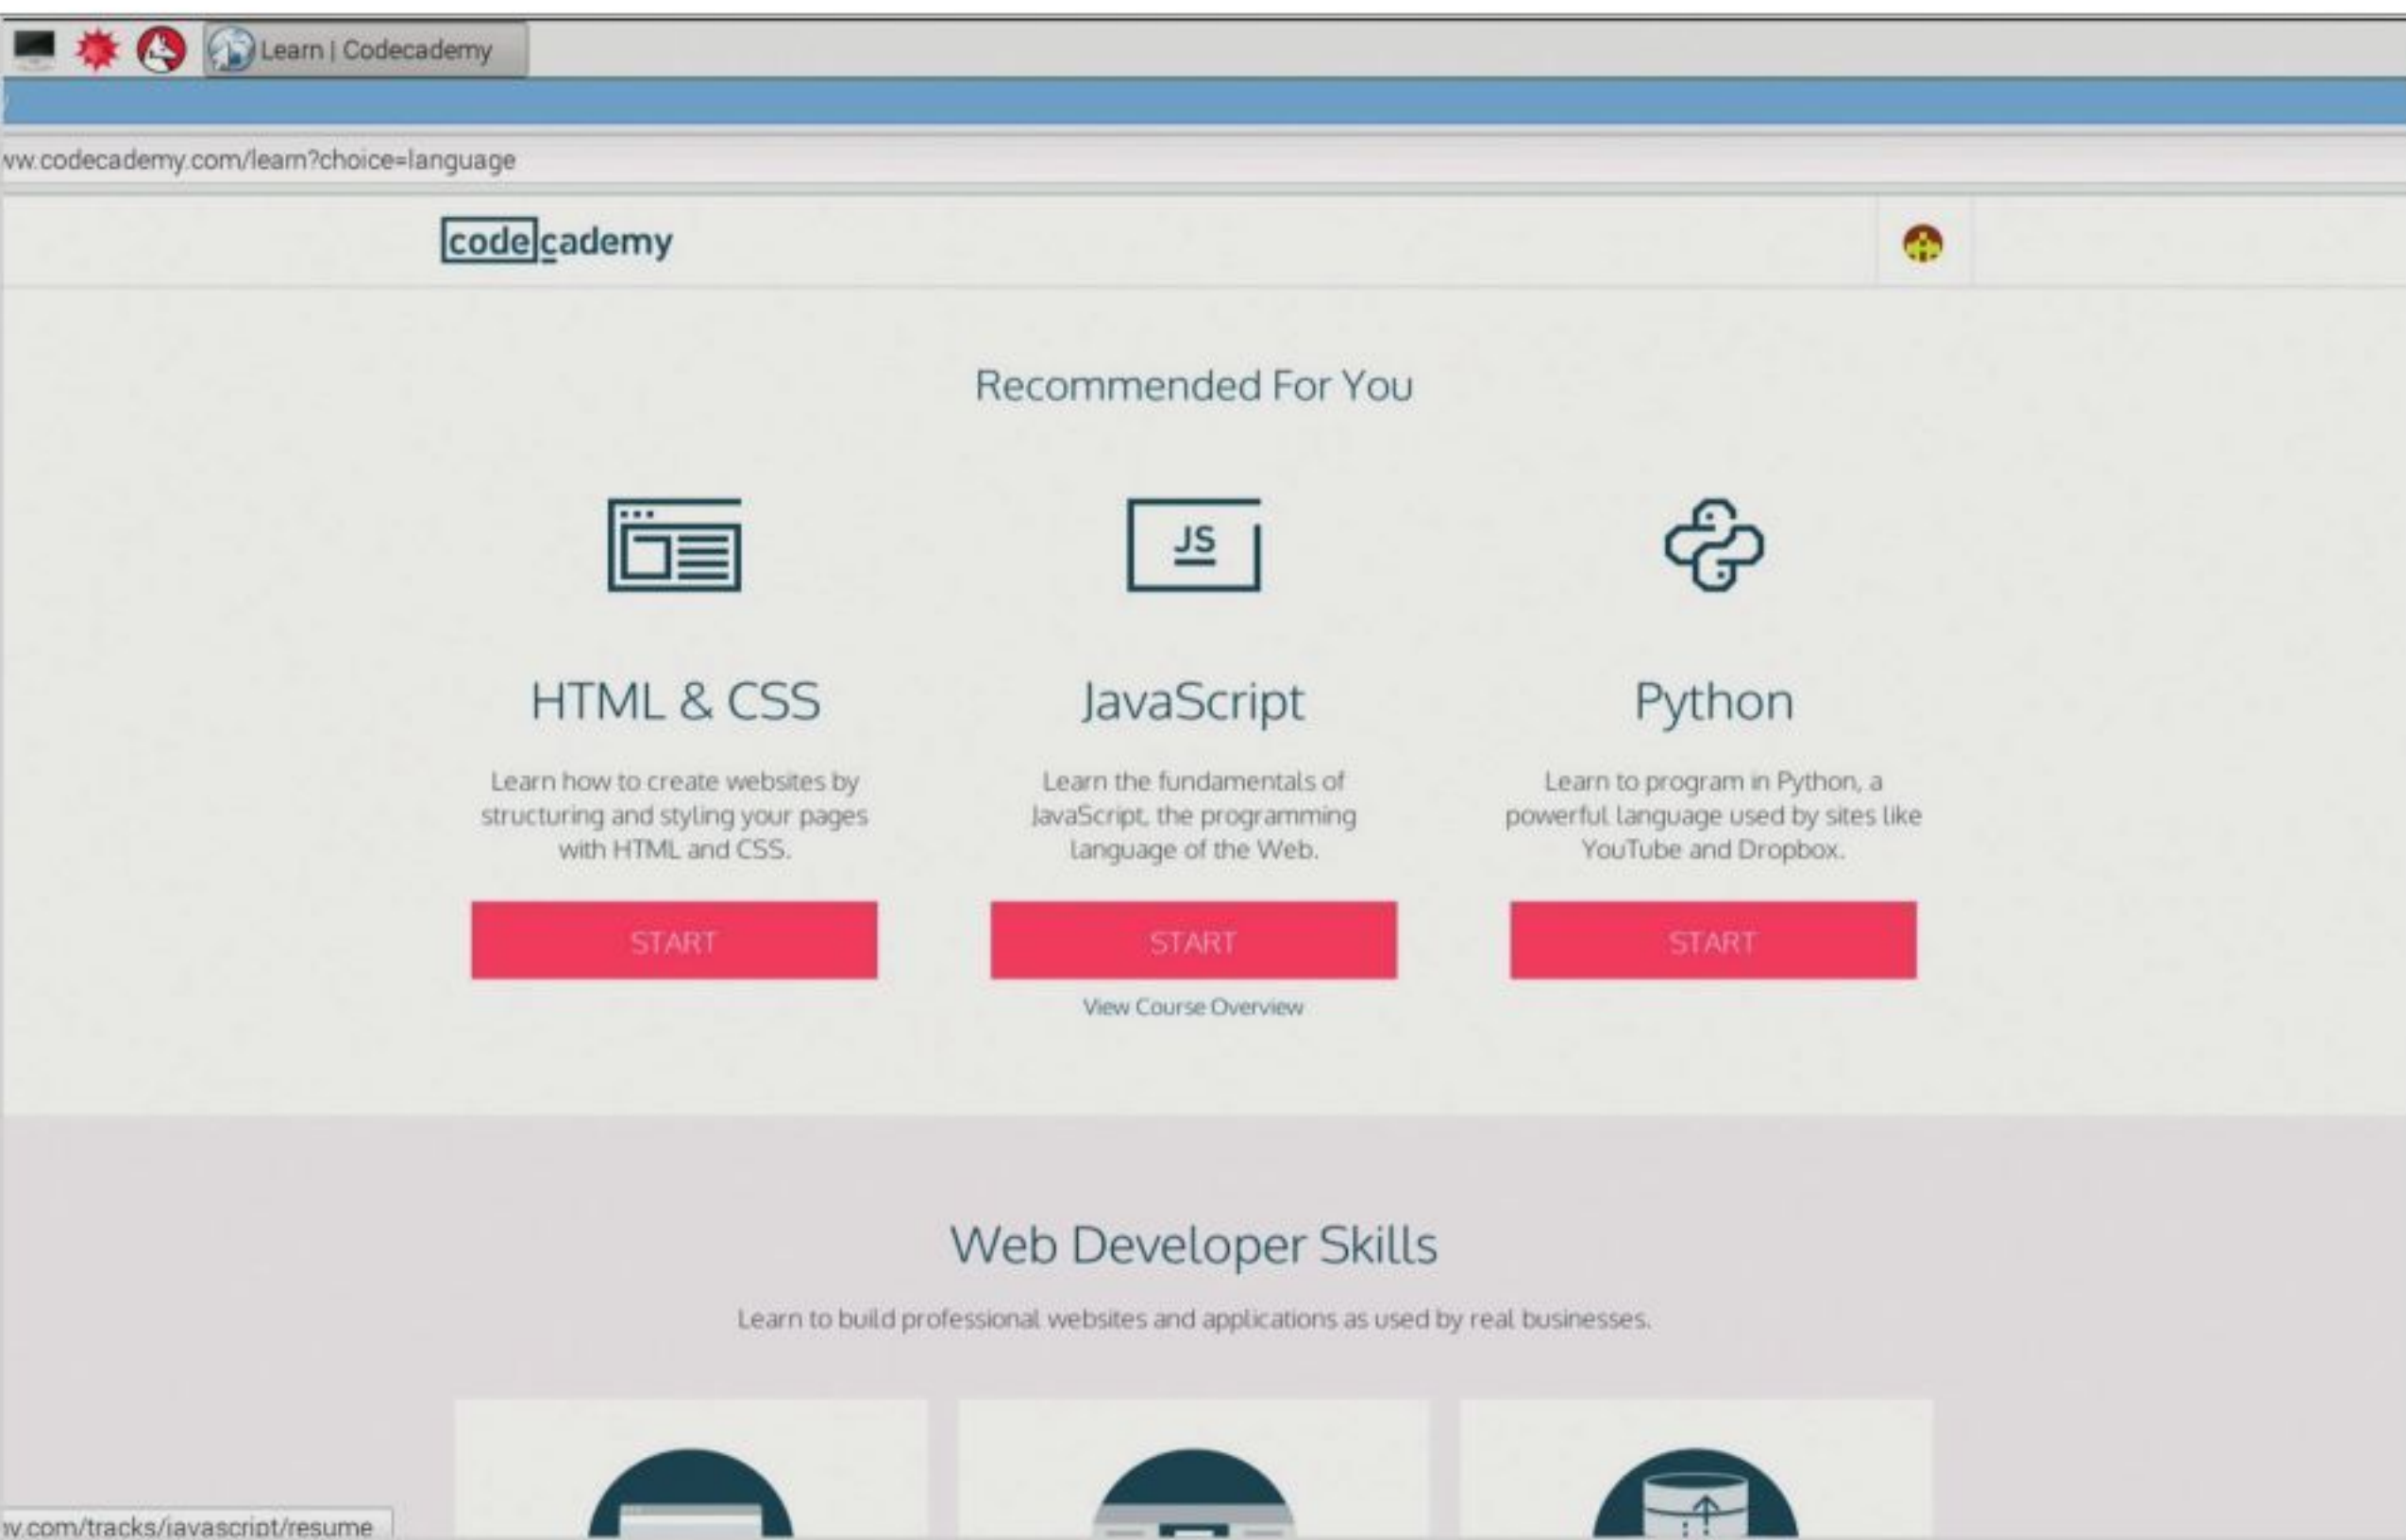 Learn | Codecademy
ww.codecademy.com/learn?choice=language
codecademy
Recommended For You
JS
HTML & CSS
JavaScript
Python
Learn how to create websites by
structuring and styling your pages
with HTML and CSS.
Learn the fundamentals of
JavaScript, the programming
language of the Web.
Learn to program in Python, a
powerful language used by sites like
YouTube and Dropbox.
START
START
START
View Course Overview
Web Developer Skills
Learn to build professional websites and applications as used by real businesses.
my.com/tracks/javascript/resume